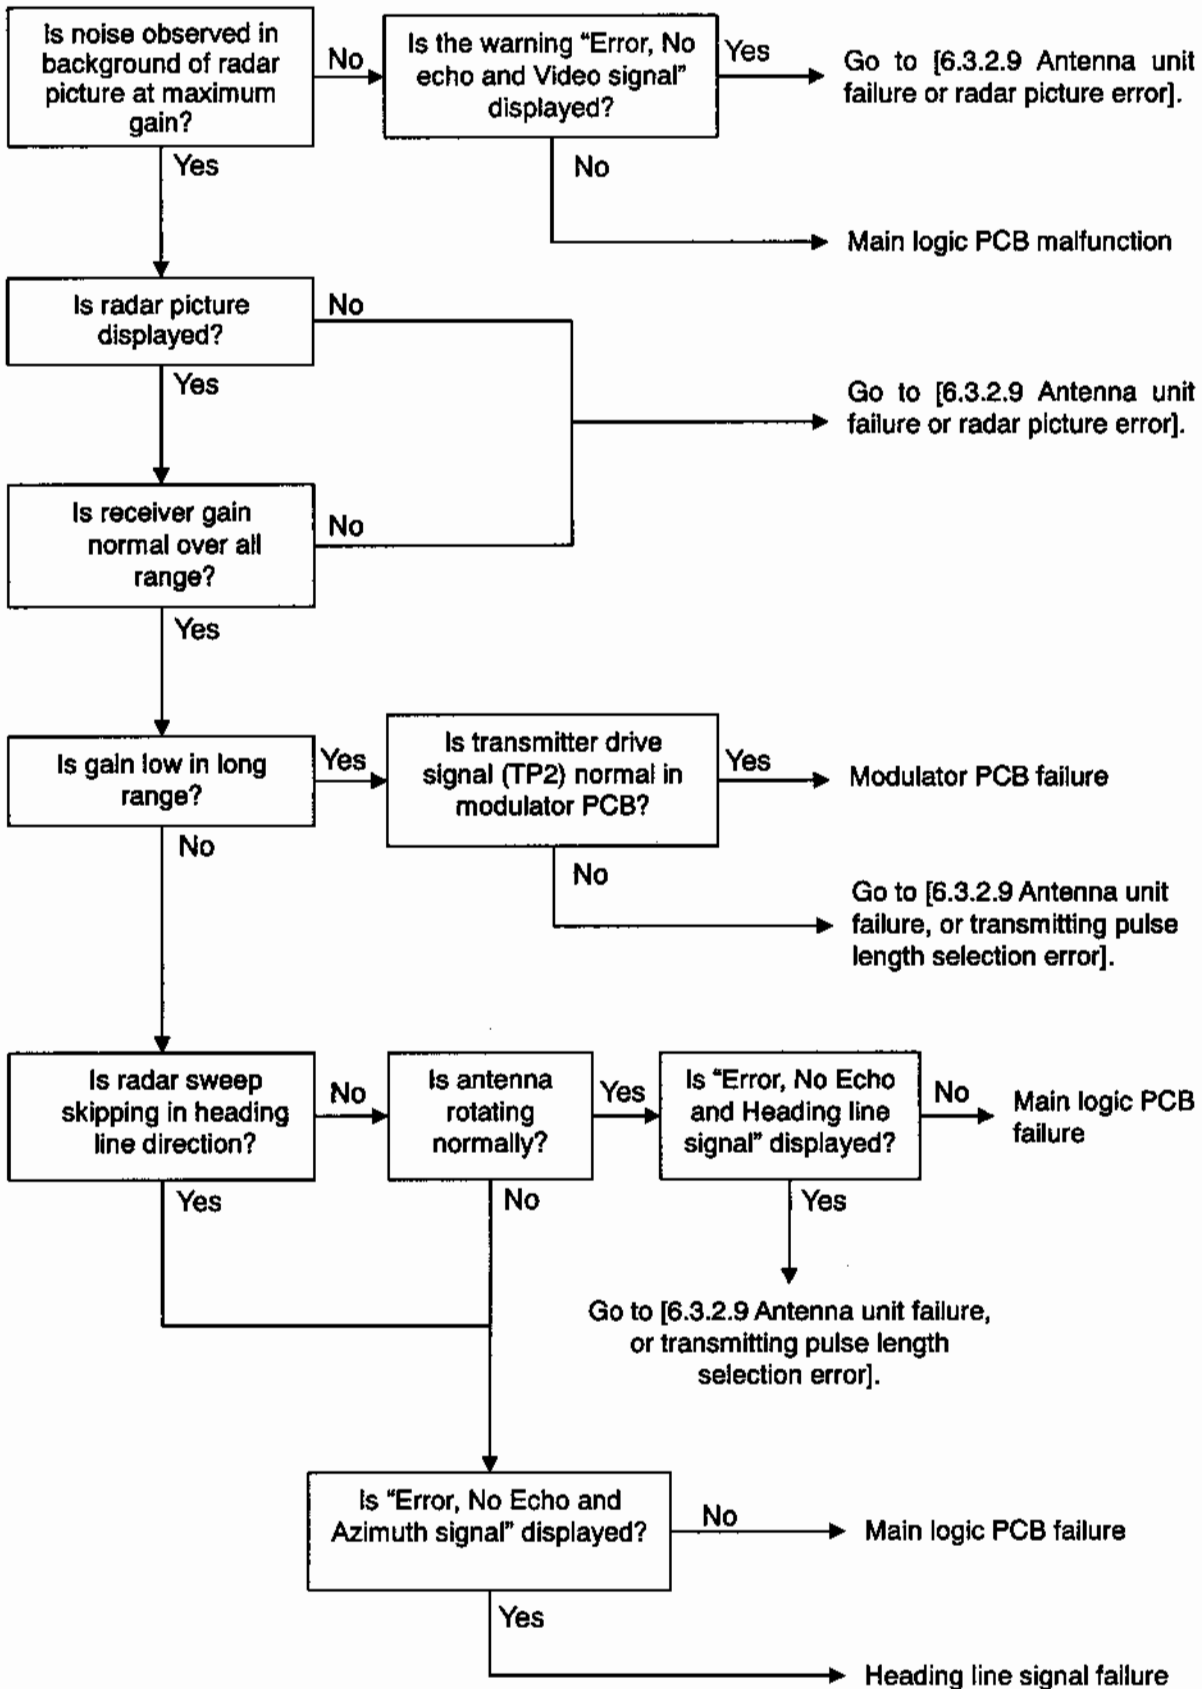 Is noise observed in
background of radar
picture at maximum
gain?
No
Is the warning “Error, No
echo and Video signal”
displayed?
Yes
Go to [6.3.2.9 Antenna unit
failure or radar picture error].
Yes
No
Main logic PCB malfunction
Is radar picture
displayed?
No
Yes
Go to [6.3.2.9 Antenna unit
failure or radar picture error].
Is receiver gain
normal over all
range?
No
Yes
Is gain low in long
range?
Yes
Is transmitter drive
signal (TP2) normal in
modulator PCB?
Yes
Modulator PCB failure
No
No
Go to [6.3.2.9 Antenna unit
failure, or transmitting pulse
length selection error].
Is radar sweep
skipping in heading
line direction?
No
Is antenna
rotating
normally?
Yes
Is “Error, No Echo
and Heading line
signal” displayed?
No
Main logic PCB
failure
Yes
No
Yes
Go to [6.3.2.9 Antenna unit failure,
or transmitting pulse length
selection error].
Is “Error, No Echo and
Azimuth signal” displayed?
No
Main logic PCB failure
Yes
Heading line signal failure